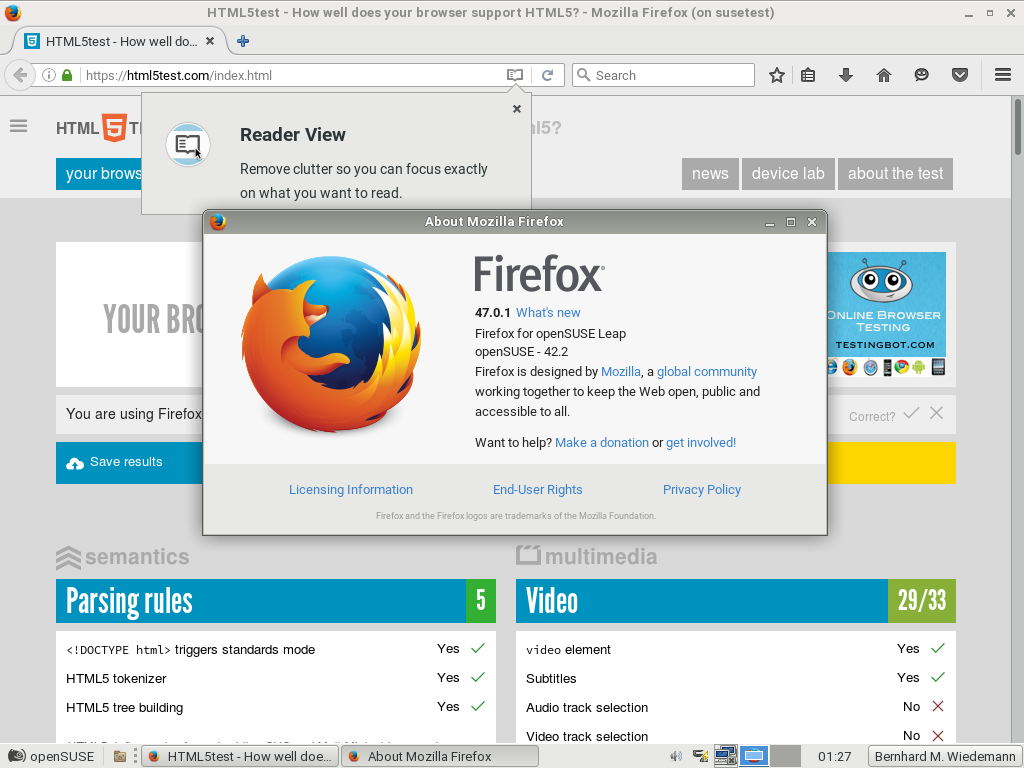 HTML5test - How well does your browser support HTML5? - Mozilla Firefox (on susetest)
HTML5test - How well do...
https://html5test.com/index.html
Search
HTML 5
ml5?
Reader View
Remove clutter so you can focus exactly
on what you want to read.
your brows
news
device lab
about the test
About Mozilla Firefox
YOUR BRO
Firefox
47.0.1 What's new
Firefox for openSUSE Leap
openSUSE - 42.2
Firefox is designed by Mozilla, a global community
working together to keep the Web open, public and
accessible to all.
Want to help? Make a donation or get involved!
Licensing Information
End-User Rights
Privacy Policy
Firefox and the Firefox logos are trademarks of the Mozilla Foundation.
ONLINE BROWSER
TESTING
TESTINGBOT.COM
You are using Firefox
Correct?
Save results
semantics
multimedia
Parsing rules 5
Video 29/33
<!DOCTYPE html> triggers standards mode Yes
HTML5 tokenizer Yes
HTML5 tree building Yes
video element Yes
Subtitles Yes
Audio track selection No
Video track selection No
openSUSE
HTML5test - How well doe...
About Mozilla Firefox
01:27
Bernhard M. Wiedemann